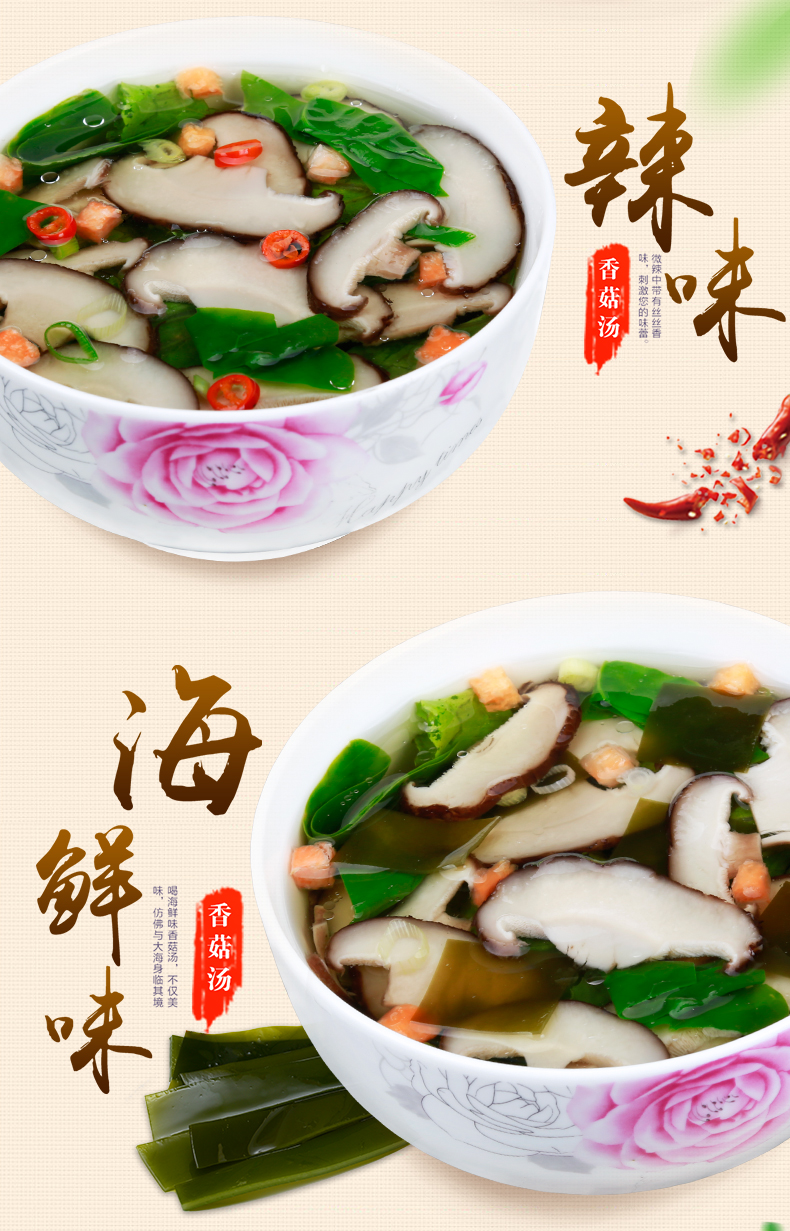 辣味
香菇汤
微辣中带有丝丝香
味，刺激您的味蕾。
Happy times
海鲜味
香菇汤
喝海鲜味香菇汤，不仅美
味，仿佛与大海身临其境